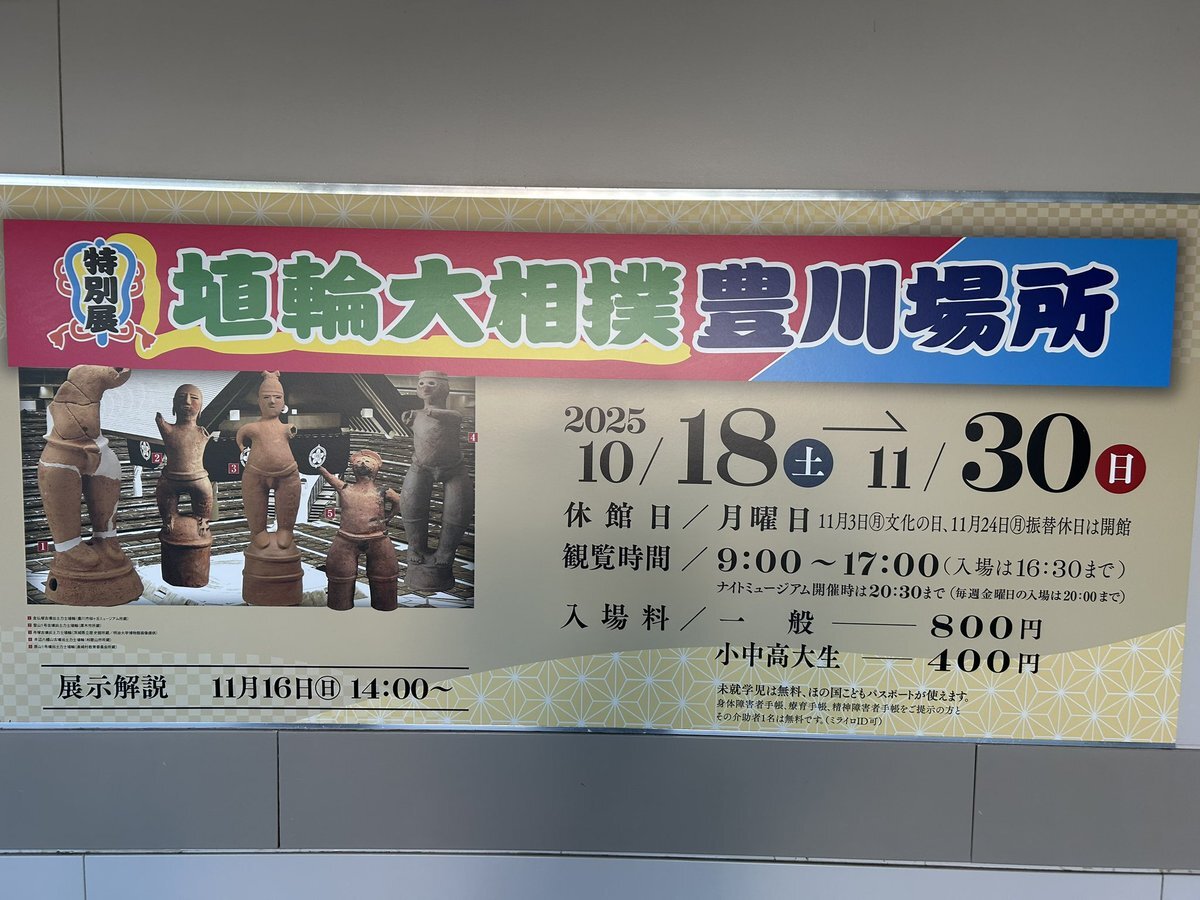 特別展
埴輪大相撲 豊川場所
2025
10/18土→11/30日
休館日/月曜日 11月3日㊊文化の日、11月24日㊊振替休日は開館
観覧時間/9:00~17:00(入場は16:30まで)
ナイトミュージアム開催時は20:30まで(毎週金曜日の入場は20:00まで)
入場料/一般――800円
小中高大生――400円
未就学児は無料、ほの国こどもパスポートが使えます。
身体障害者手帳、療育手帳、精神障害者手帳をご提示の方と
その介助者1名は無料です。(ミライロID可)
1
2
3
4
5
展示解説 11月16日㊐ 14:00~